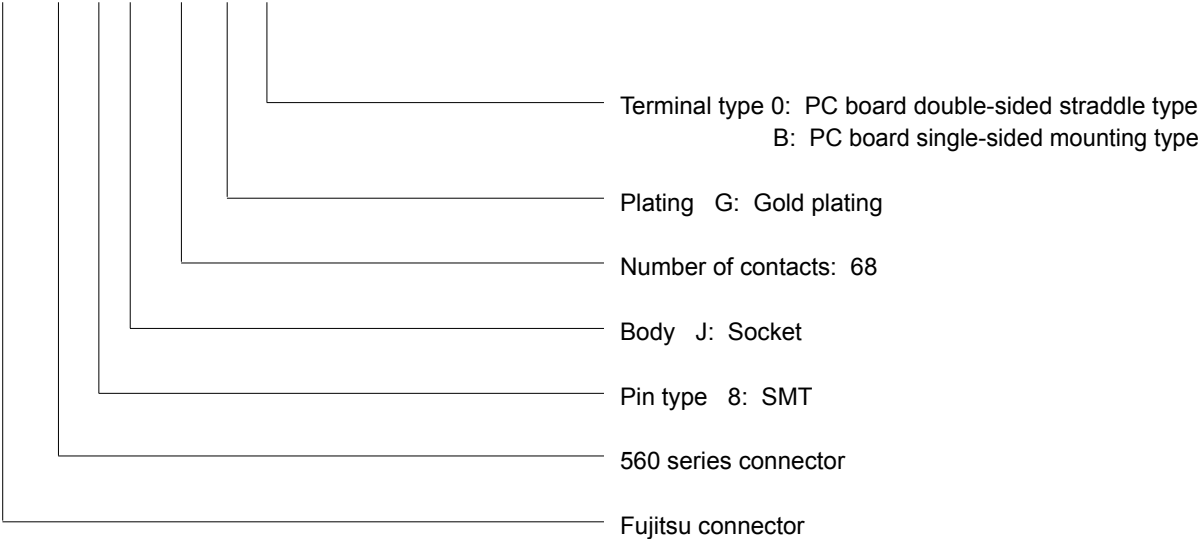 Terminal type 0: PC board double-sided straddle type
B: PC board single-sided mounting type
Plating G: Gold plating
Number of contacts: 68
Body J: Socket
Pin type 8: SMT
560 series connector
Fujitsu connector